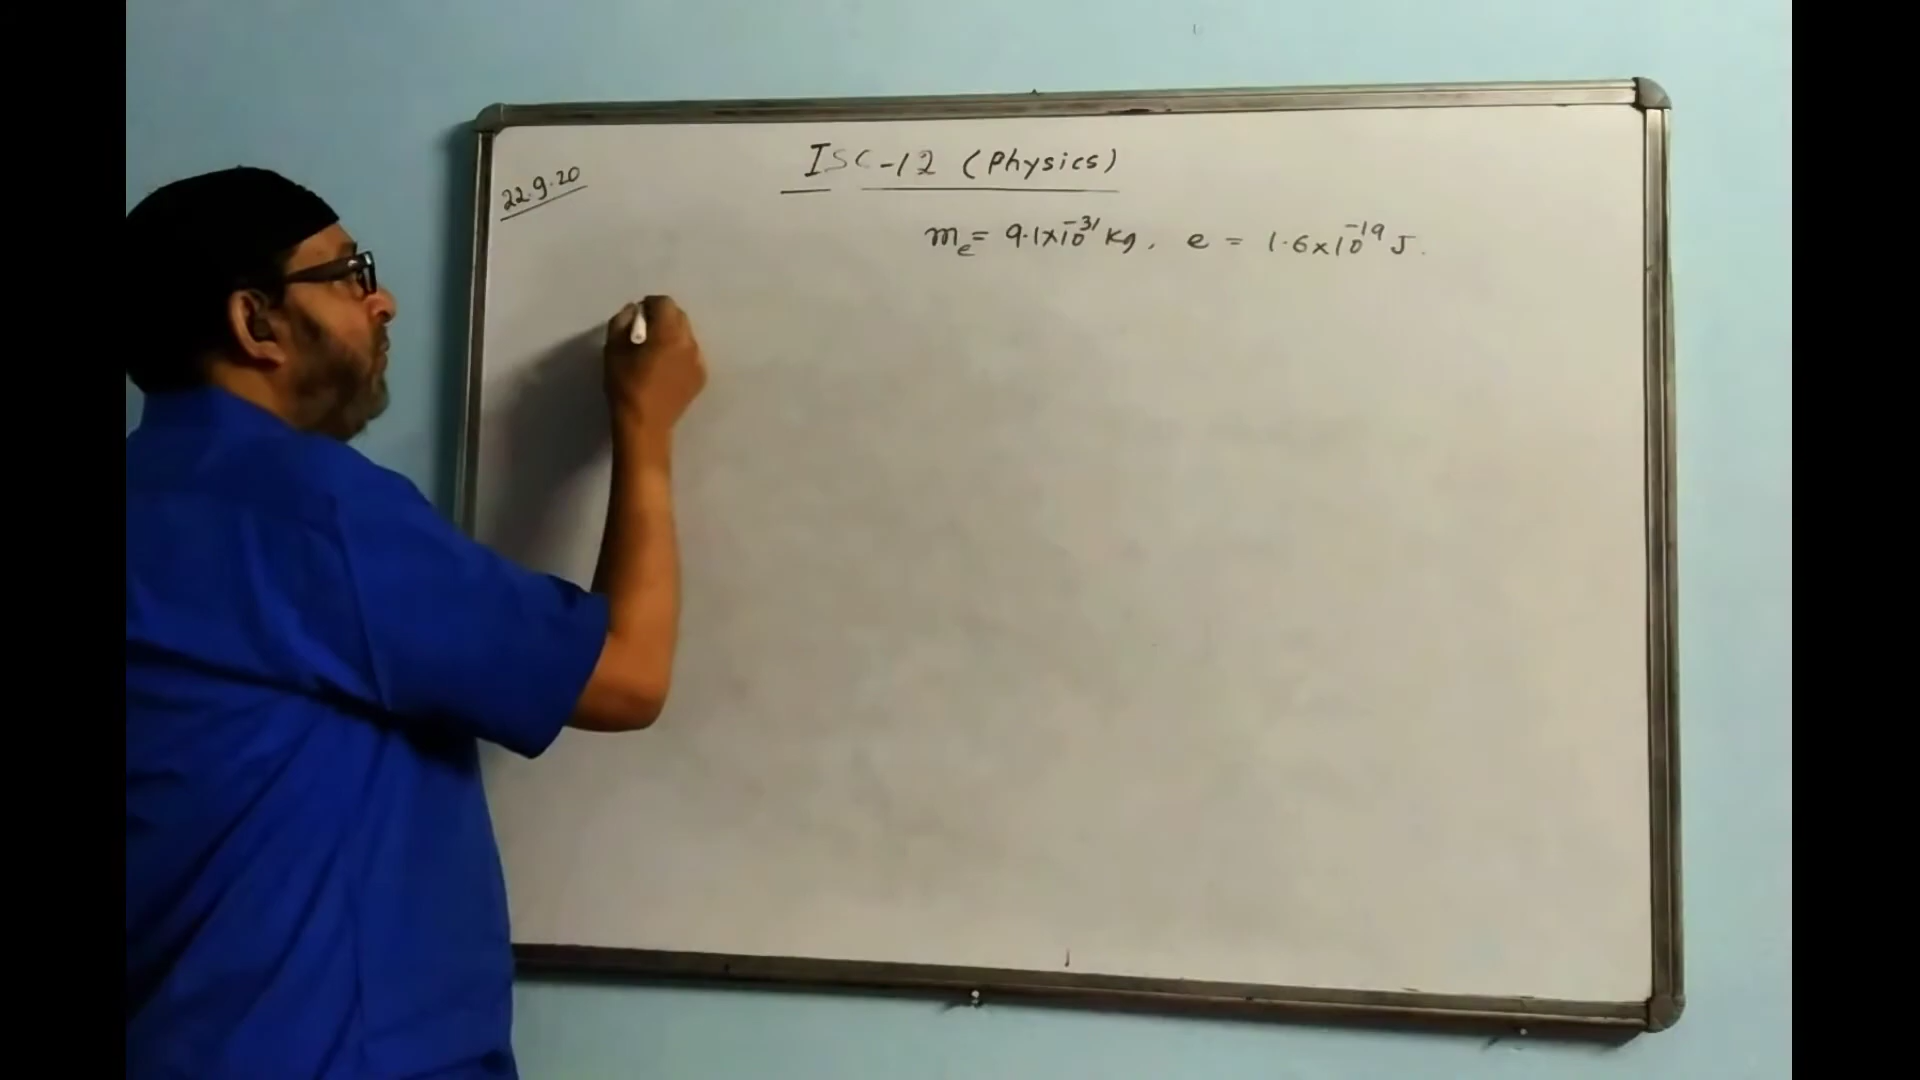 ISC-12 (Physics)
22.9.20
mₑ = 9.1×10⁻³¹ kg, e = 1.6×10⁻¹⁹ J.